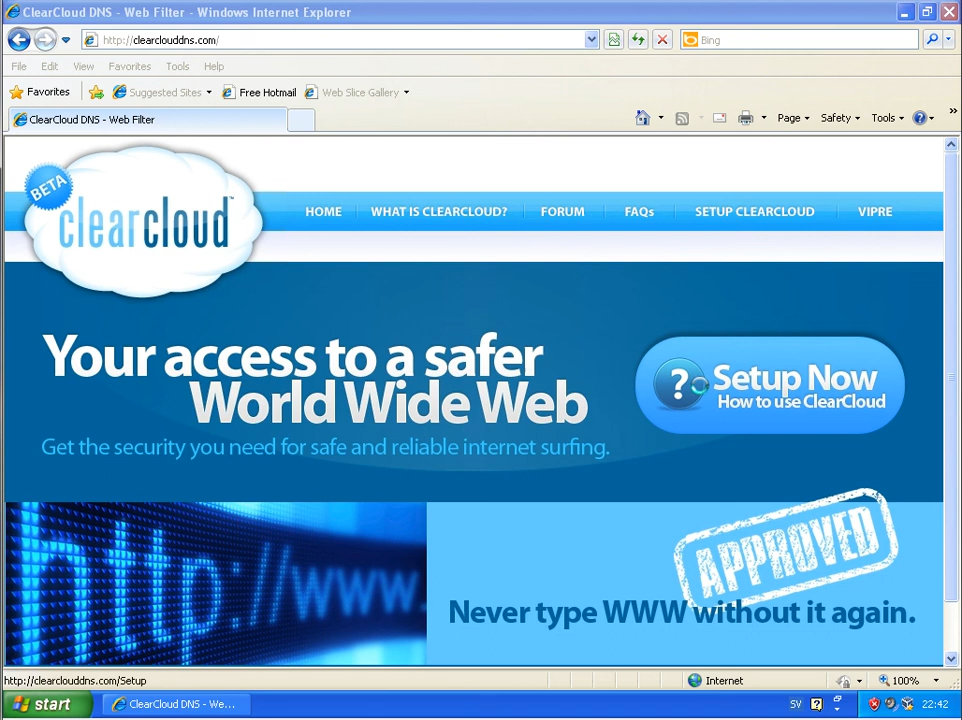 ClearCloud DNS - Web Filter - Windows Internet Explorer
http://clearclouddns.com/
Bing
File Edit View Favorites Tools Help
Favorites Suggested Sites Free Hotmail Web Slice Gallery
ClearCloud DNS - Web Filter
Page Safety Tools
BETA
clearcloud™
HOME WHAT IS CLEARCLOUD? FORUM FAQs SETUP CLEARCLOUD VIPRE
Your access to a safer
World Wide Web
Get the security you need for safe and reliable internet surfing.
? Setup Now
How to use ClearCloud
http://www.
APPROVED
Never type WWW without it again.
http://clearclouddns.com/Setup
Internet
100%
start
ClearCloud DNS - We...
SV
22:42